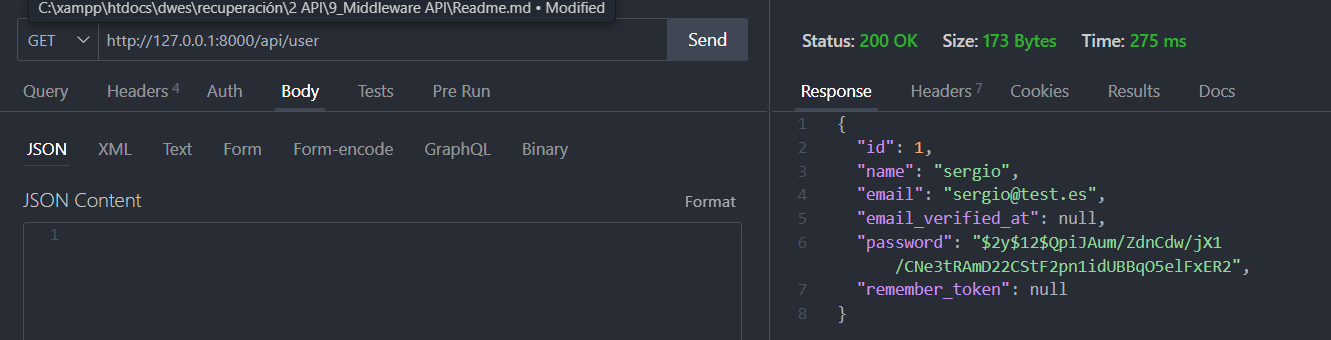 C:\xampp\htdocs\dwes\recuperación\2 API\9_Middleware API\Readme.md • Modified
GET http://127.0.0.1:8000/api/user Send
Query Headers 4 Auth Body Tests Pre Run
JSON XML Text Form Form-encode GraphQL Binary
JSON Content Format
1
Status: 200 OK Size: 173 Bytes Time: 275 ms
Response Headers 7 Cookies Results Docs
1 {
2 "id": 1,
3 "name": "sergio",
4 "email": "sergio@test.es",
5 "email_verified_at": null,
6 "password": "$2y$12$QpiJAum/ZdnCdw/jX1
/CNe3tRAmD22CStF2pn1idUBBqO5elFxER2",
7 "remember_token": null
8 }